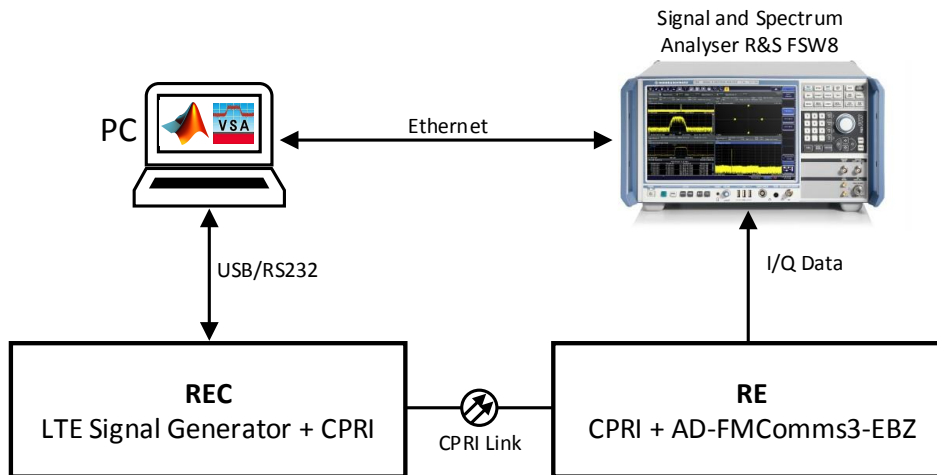 Signal and Spectrum
Analyser R&S FSW8
PC
VSA
Ethernet
USB/RS232
I/Q Data
REC
LTE Signal Generator + CPRI
CPRI Link
RE
CPRI + AD-FMComms3-EBZ